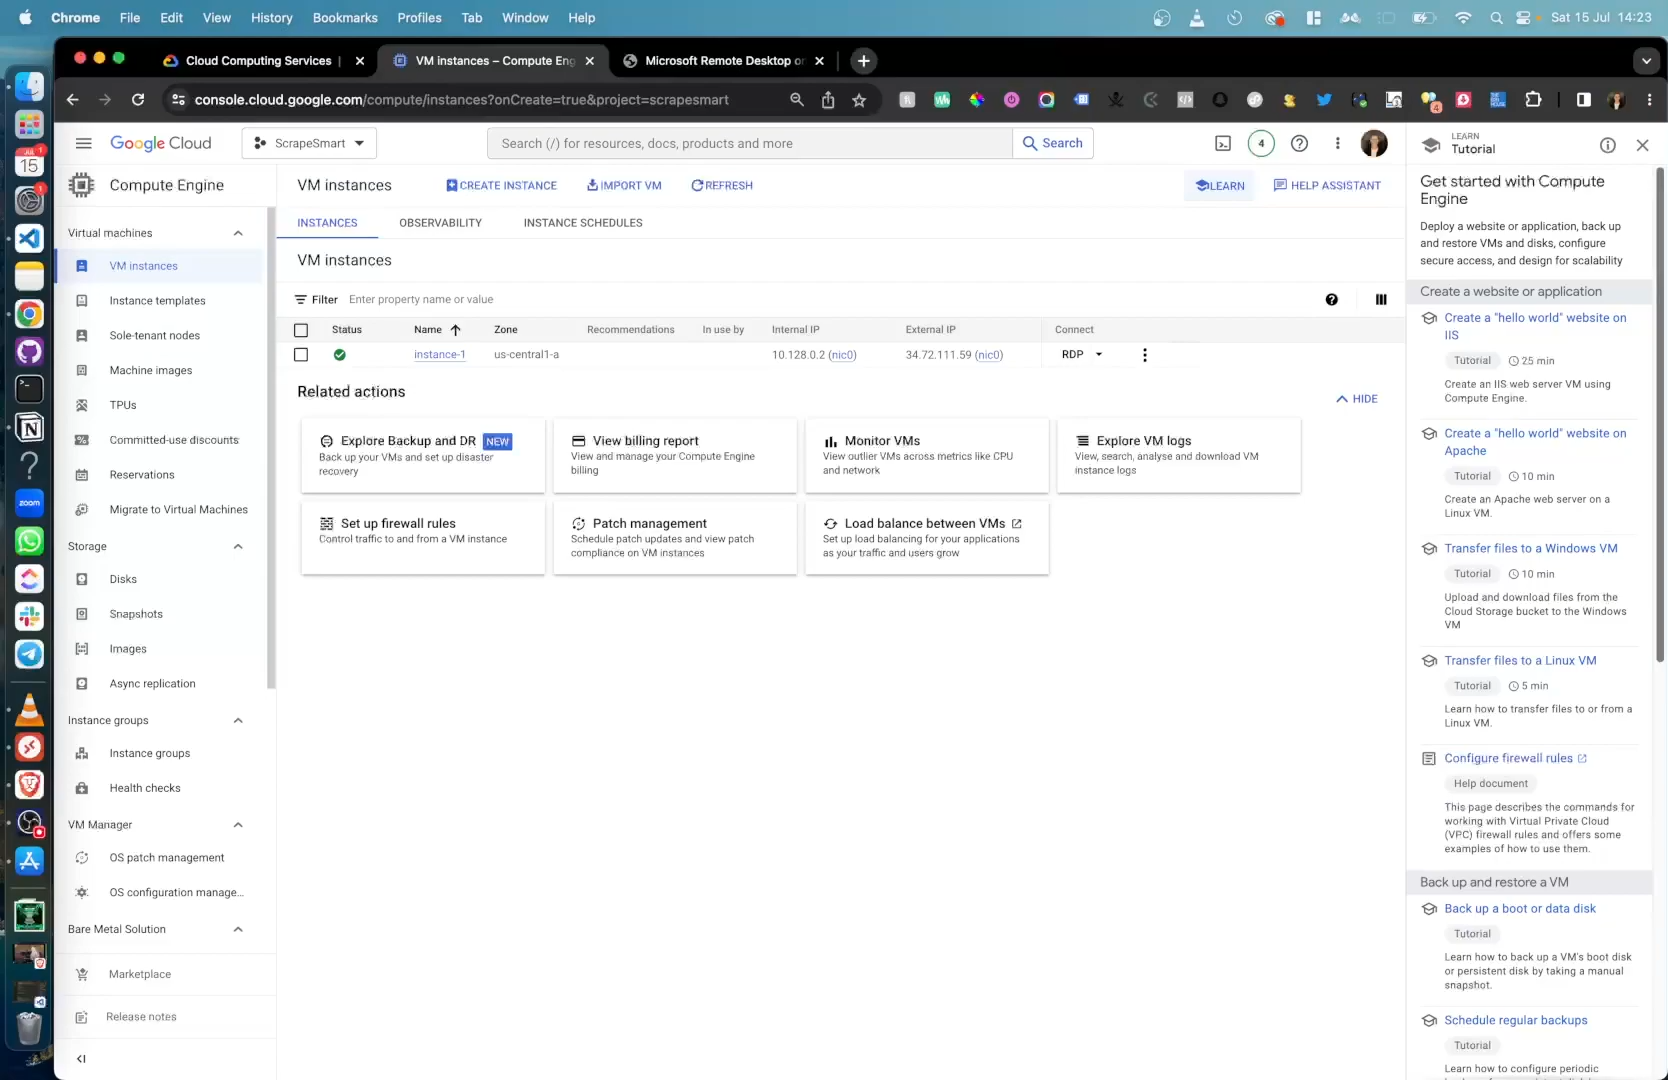 Chrome File Edit View History Bookmarks Profiles Tab Window Help Sat 15 Jul 14:23
Cloud Computing Services |
VM instances – Compute Eng
Microsoft Remote Desktop or
console.cloud.google.com/compute/instances?onCreate=true&project=scrapesmart
Google Cloud
ScrapeSmart
Search (/) for resources, docs, products and more
Search
4
LEARN
Tutorial
Compute Engine
VM instances
CREATE INSTANCE
IMPORT VM
REFRESH
LEARN
HELP ASSISTANT
INSTANCES
OBSERVABILITY
INSTANCE SCHEDULES
VM instances
Filter Enter property name or value
Status
Name
Zone
Recommendations
In use by
Internal IP
External IP
Connect
instance-1
us-central1-a
10.128.0.2 (nic0)
34.72.111.59 (nic0)
RDP
Related actions
HIDE
Explore Backup and DR NEW
Back up your VMs and set up disaster
recovery
View billing report
View and manage your Compute Engine
billing
Monitor VMs
View outlier VMs across metrics like CPU
and network
Explore VM logs
View, search, analyse and download VM
instance logs
Set up firewall rules
Control traffic to and from a VM instance
Patch management
Schedule patch updates and view patch
compliance on VM instances
Load balance between VMs
Set up load balancing for your applications
as your traffic and users grow
Virtual machines
VM instances
Instance templates
Sole-tenant nodes
Machine images
TPUs
Committed-use discounts
Reservations
Migrate to Virtual Machines
Storage
Disks
Snapshots
Images
Async replication
Instance groups
Instance groups
Health checks
VM Manager
OS patch management
OS configuration manage...
Bare Metal Solution
Marketplace
Release notes
Get started with Compute
Engine
Deploy a website or application, back up
and restore VMs and disks, configure
secure access, and design for scalability
Create a website or application
Create a "hello world" website on
IIS
Tutorial 25 min
Create an IIS web server VM using
Compute Engine.
Create a "hello world" website on
Apache
Tutorial 10 min
Create an Apache web server on a
Linux VM.
Transfer files to a Windows VM
Tutorial 10 min
Upload and download files from the
Cloud Storage bucket to the Windows
VM
Transfer files to a Linux VM
Tutorial 5 min
Learn how to transfer files to or from a
Linux VM.
Configure firewall rules
Help document
This page describes the commands for
working with Virtual Private Cloud
(VPC) firewall rules and offers some
examples of how to use them.
Back up and restore a VM
Back up a boot or data disk
Tutorial
Learn how to back up a VM's boot disk
or persistent disk by taking a manual
snapshot.
Schedule regular backups
Tutorial
Learn how to configure periodic
15
zoom